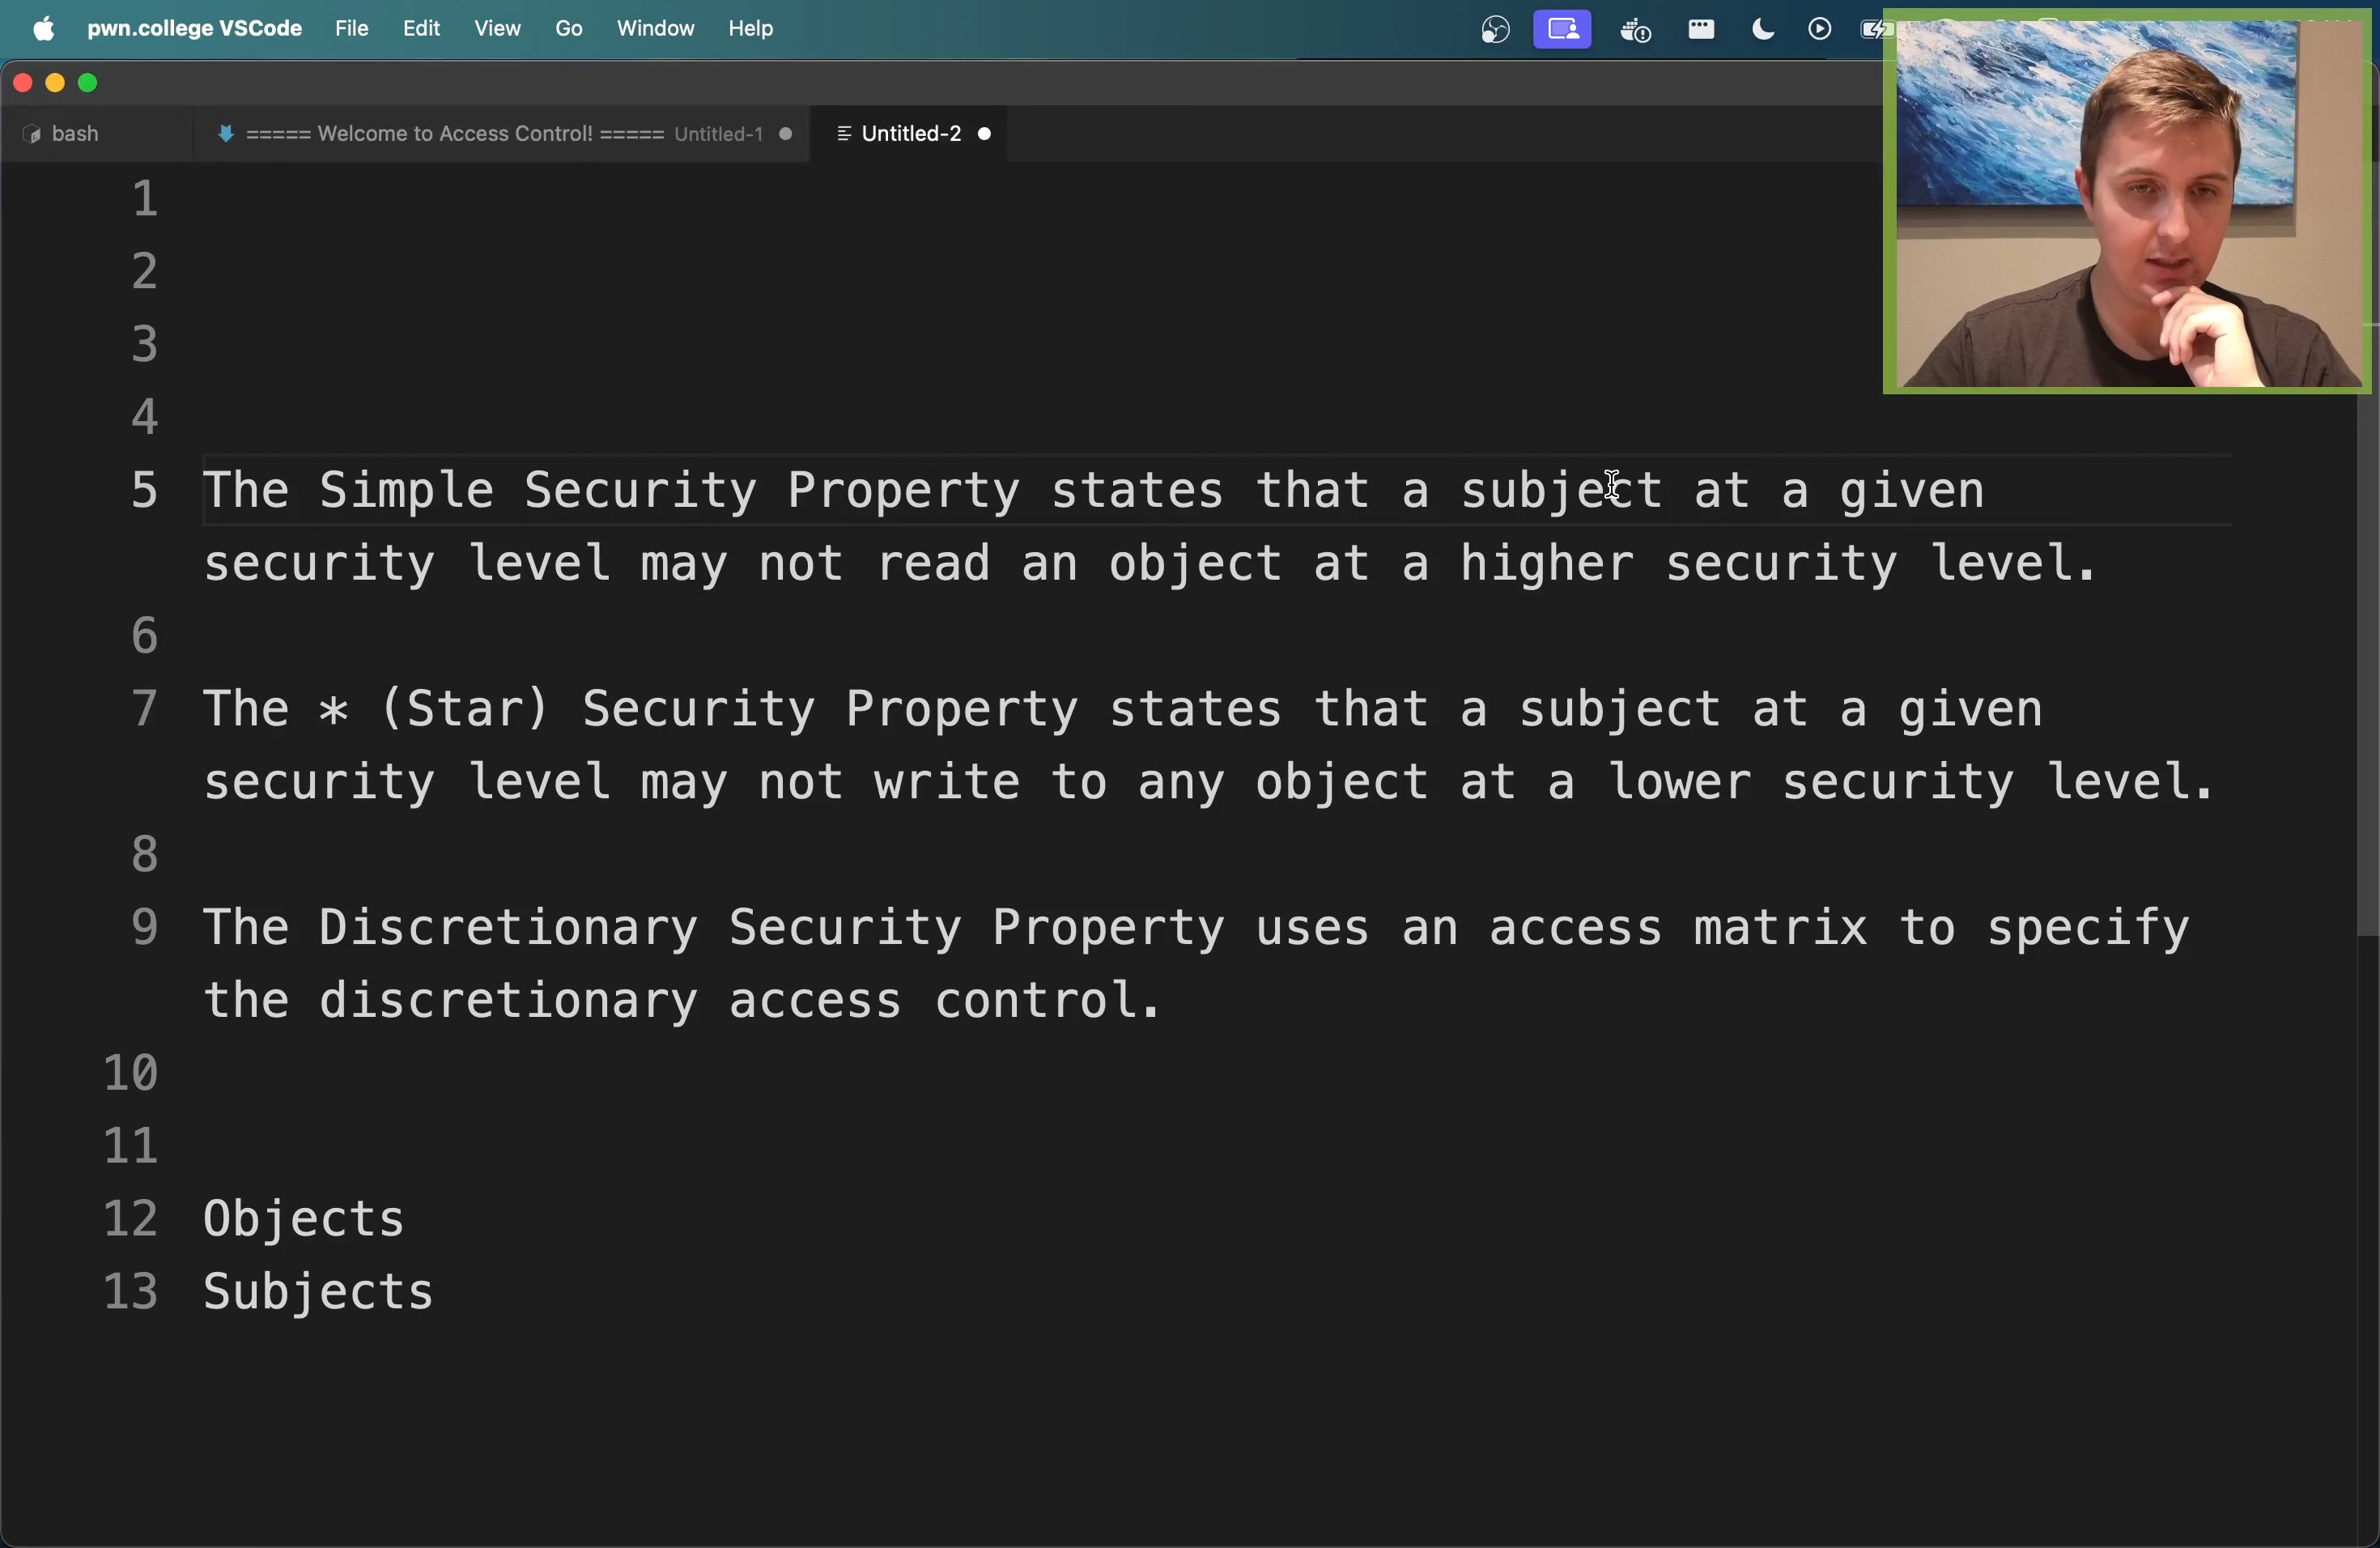 pwn.college VSCode File Edit View Go Window Help
bash ===== Welcome to Access Control! ===== Untitled-1 Untitled-2
1
2
3
4
5 The Simple Security Property states that a subject at a given
security level may not read an object at a higher security level.
6
7 The * (Star) Security Property states that a subject at a given
security level may not write to any object at a lower security level.
8
9 The Discretionary Security Property uses an access matrix to specify
the discretionary access control.
10
11
12 Objects
13 Subjects